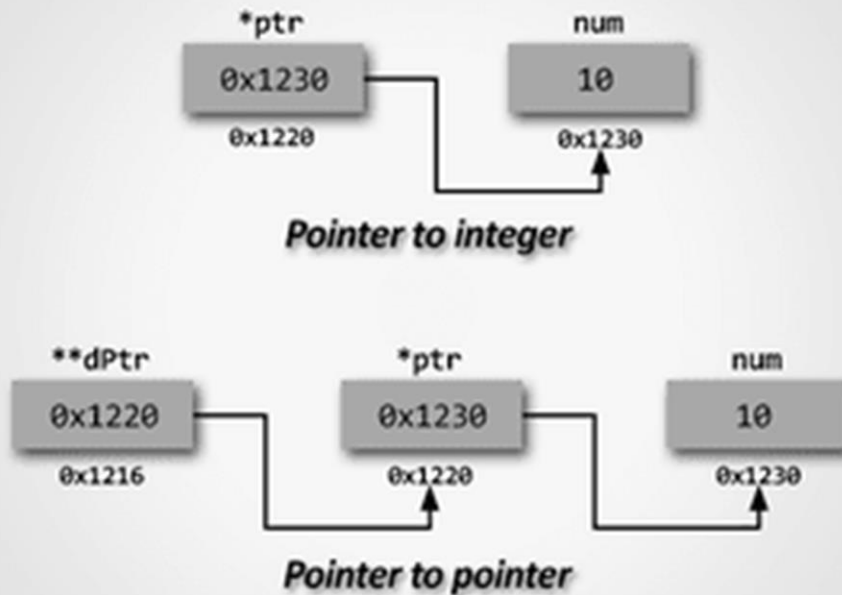 *ptr num
0x1230 10
0x1220 0x1230
Pointer to integer
**dPtr *ptr num
0x1220 0x1230 10
0x1216 0x1220 0x1230
Pointer to pointer